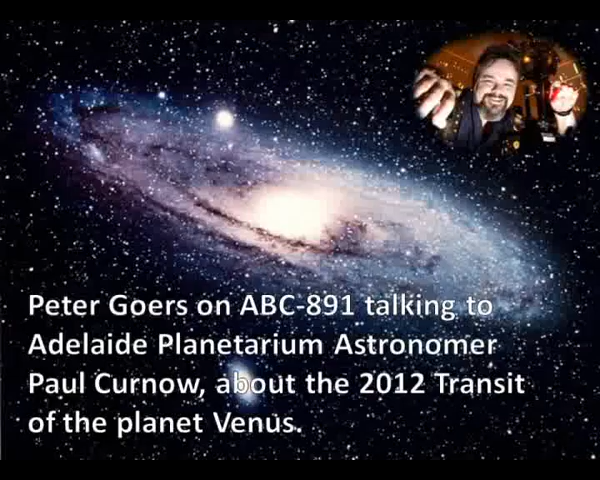 Peter Goers on ABC-891 talking to
Adelaide Planetarium Astronomer
Paul Curnow, about the 2012 Transit
of the planet Venus.